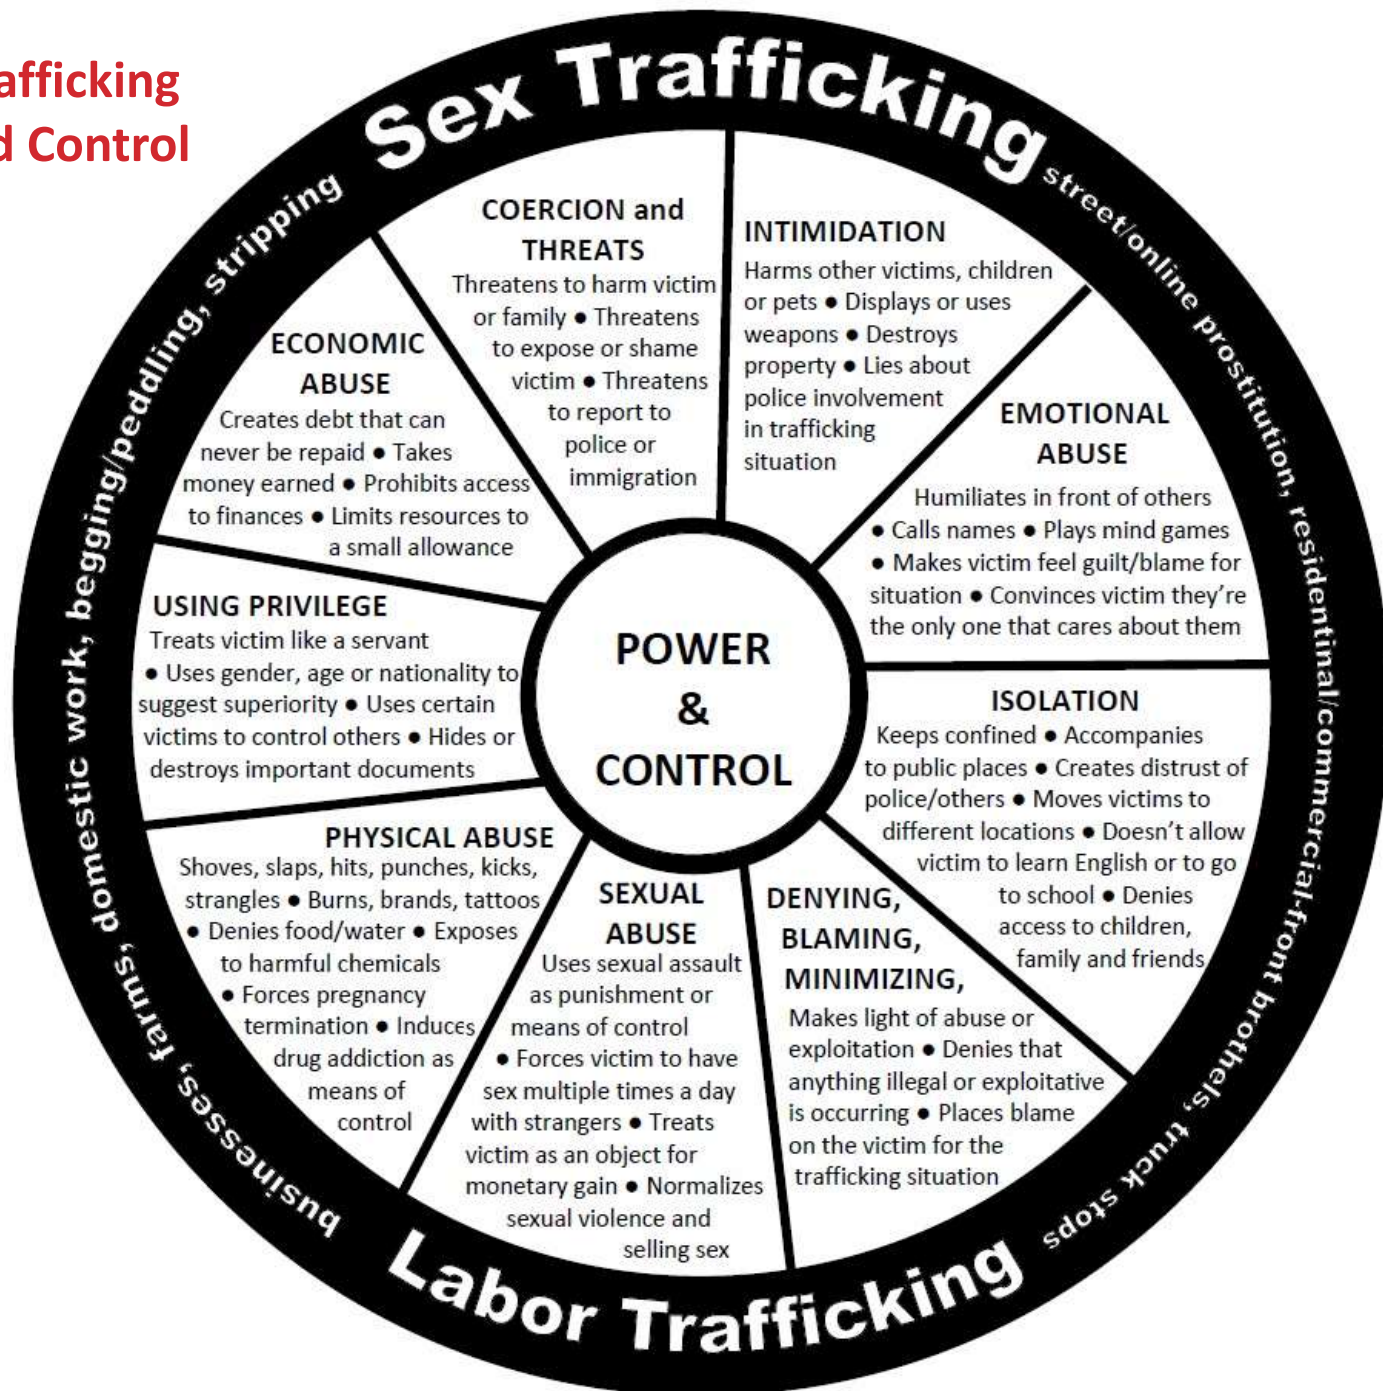 afficking
d Control
Sex Trafficking
street/online prostitution, residentinal/commercial-front brothels, truck stops
Labor Trafficking
businesses, farms, domestic work, begging/peddling, stripping
COERCION and
THREATS
Threatens to harm victim
or family ● Threatens
to expose or shame
victim ● Threatens
to report to
police or
immigration
INTIMIDATION
Harms other victims, children
or pets ● Displays or uses
weapons ● Destroys
property ● Lies about
police involvement
in trafficking
situation
EMOTIONAL
ABUSE
Humiliates in front of others
● Calls names ● Plays mind games
● Makes victim feel guilt/blame for
situation ● Convinces victim they’re
the only one that cares about them
ISOLATION
Keeps confined ● Accompanies
to public places ● Creates distrust of
police/others ● Moves victims to
different locations ● Doesn’t allow
victim to learn English or to go
to school ● Denies
access to children,
family and friends
DENYING,
BLAMING,
MINIMIZING,
Makes light of abuse or
exploitation ● Denies that
anything illegal or exploitative
is occurring ● Places blame
on the victim for the
trafficking situation
SEXUAL
ABUSE
Uses sexual assault
as punishment or
means of control
● Forces victim to have
sex multiple times a day
with strangers ● Treats
victim as an object for
monetary gain ● Normalizes
sexual violence and
selling sex
PHYSICAL ABUSE
Shoves, slaps, hits, punches, kicks,
strangles ● Burns, brands, tattoos
● Denies food/water ● Exposes
to harmful chemicals
● Forces pregnancy
termination ● Induces
drug addiction as
means of
control
USING PRIVILEGE
Treats victim like a servant
● Uses gender, age or nationality to
suggest superiority ● Uses certain
victims to control others ● Hides or
destroys important documents
ECONOMIC
ABUSE
Creates debt that can
never be repaid ● Takes
money earned ● Prohibits access
to finances ● Limits resources to
a small allowance
POWER
&
CONTROL